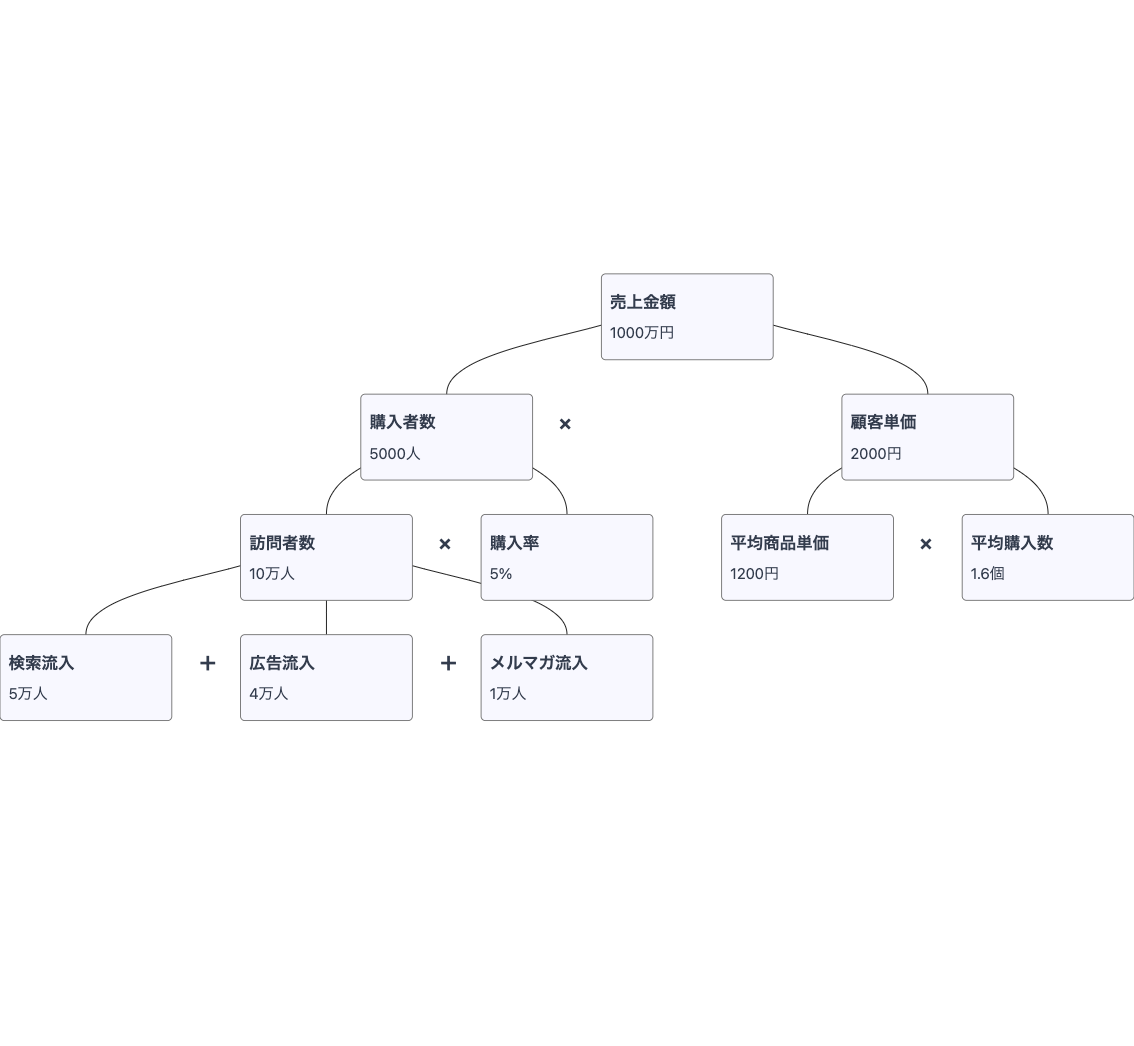 売上金額
1000万円
購入者数
5000人
×
顧客単価
2000円
訪問者数
10万人
×
購入率
5%
平均商品単価
1200円
×
平均購入数
1.6個
検索流入
5万人
+
広告流入
4万人
+
メルマガ流入
1万人